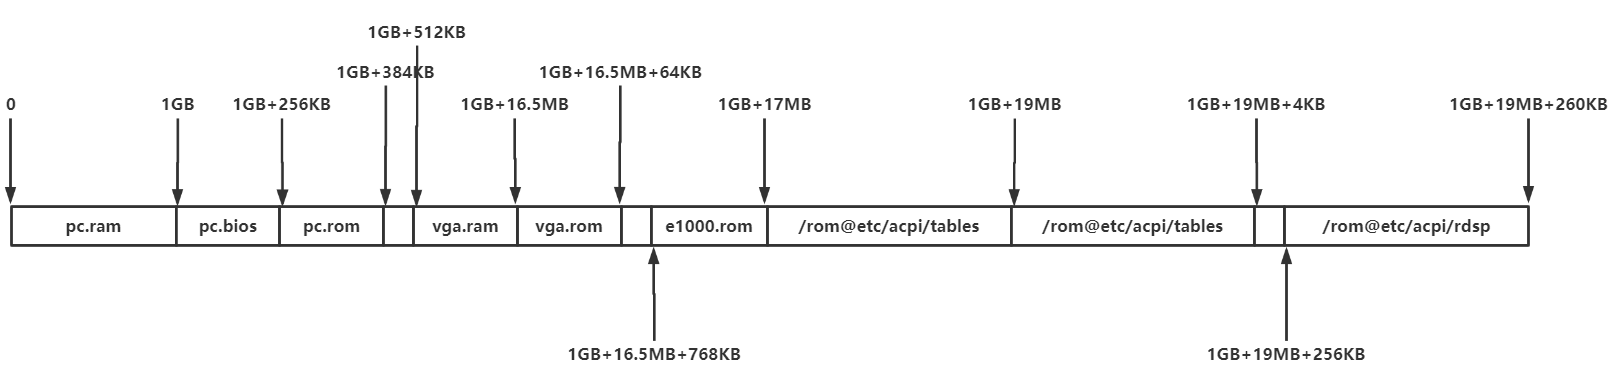 1GB+512KB
1GB+384KB
1GB+16.5MB+64KB
0
1GB
1GB+256KB
1GB+16.5MB
1GB+17MB
1GB+19MB
1GB+19MB+4KB
1GB+19MB+260KB
pc.ram
pc.bios
pc.rom
vga.ram
vga.rom
e1000.rom
/rom@etc/acpi/tables
/rom@etc/acpi/tables
/rom@etc/acpi/rdsp
1GB+16.5MB+768KB
1GB+19MB+256KB